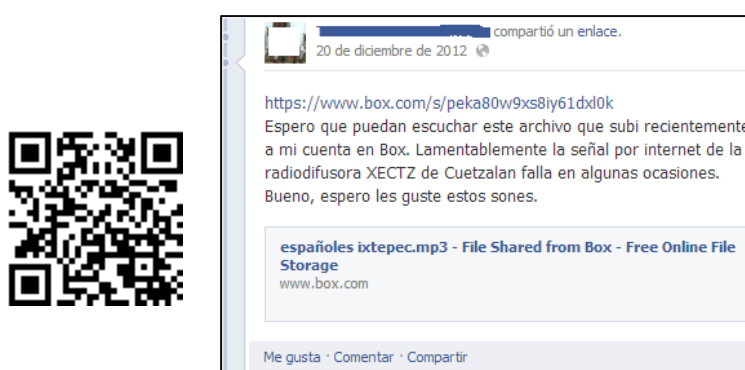 compartió un enlace.
20 de diciembre de 2012
https://www.box.com/s/peka80w9xs8iy61dxl0k
Espero que puedan escuchar este archivo que subi recientemente
a mi cuenta en Box. Lamentablemente la señal por internet de la
radiodifusora XECTZ de Cuetzalan falla en algunas ocasiones.
Bueno, espero les guste estos sones.
españoles ixtepec.mp3 - File Shared from Box - Free Online File
Storage
www.box.com
Me gusta · Comentar · Compartir